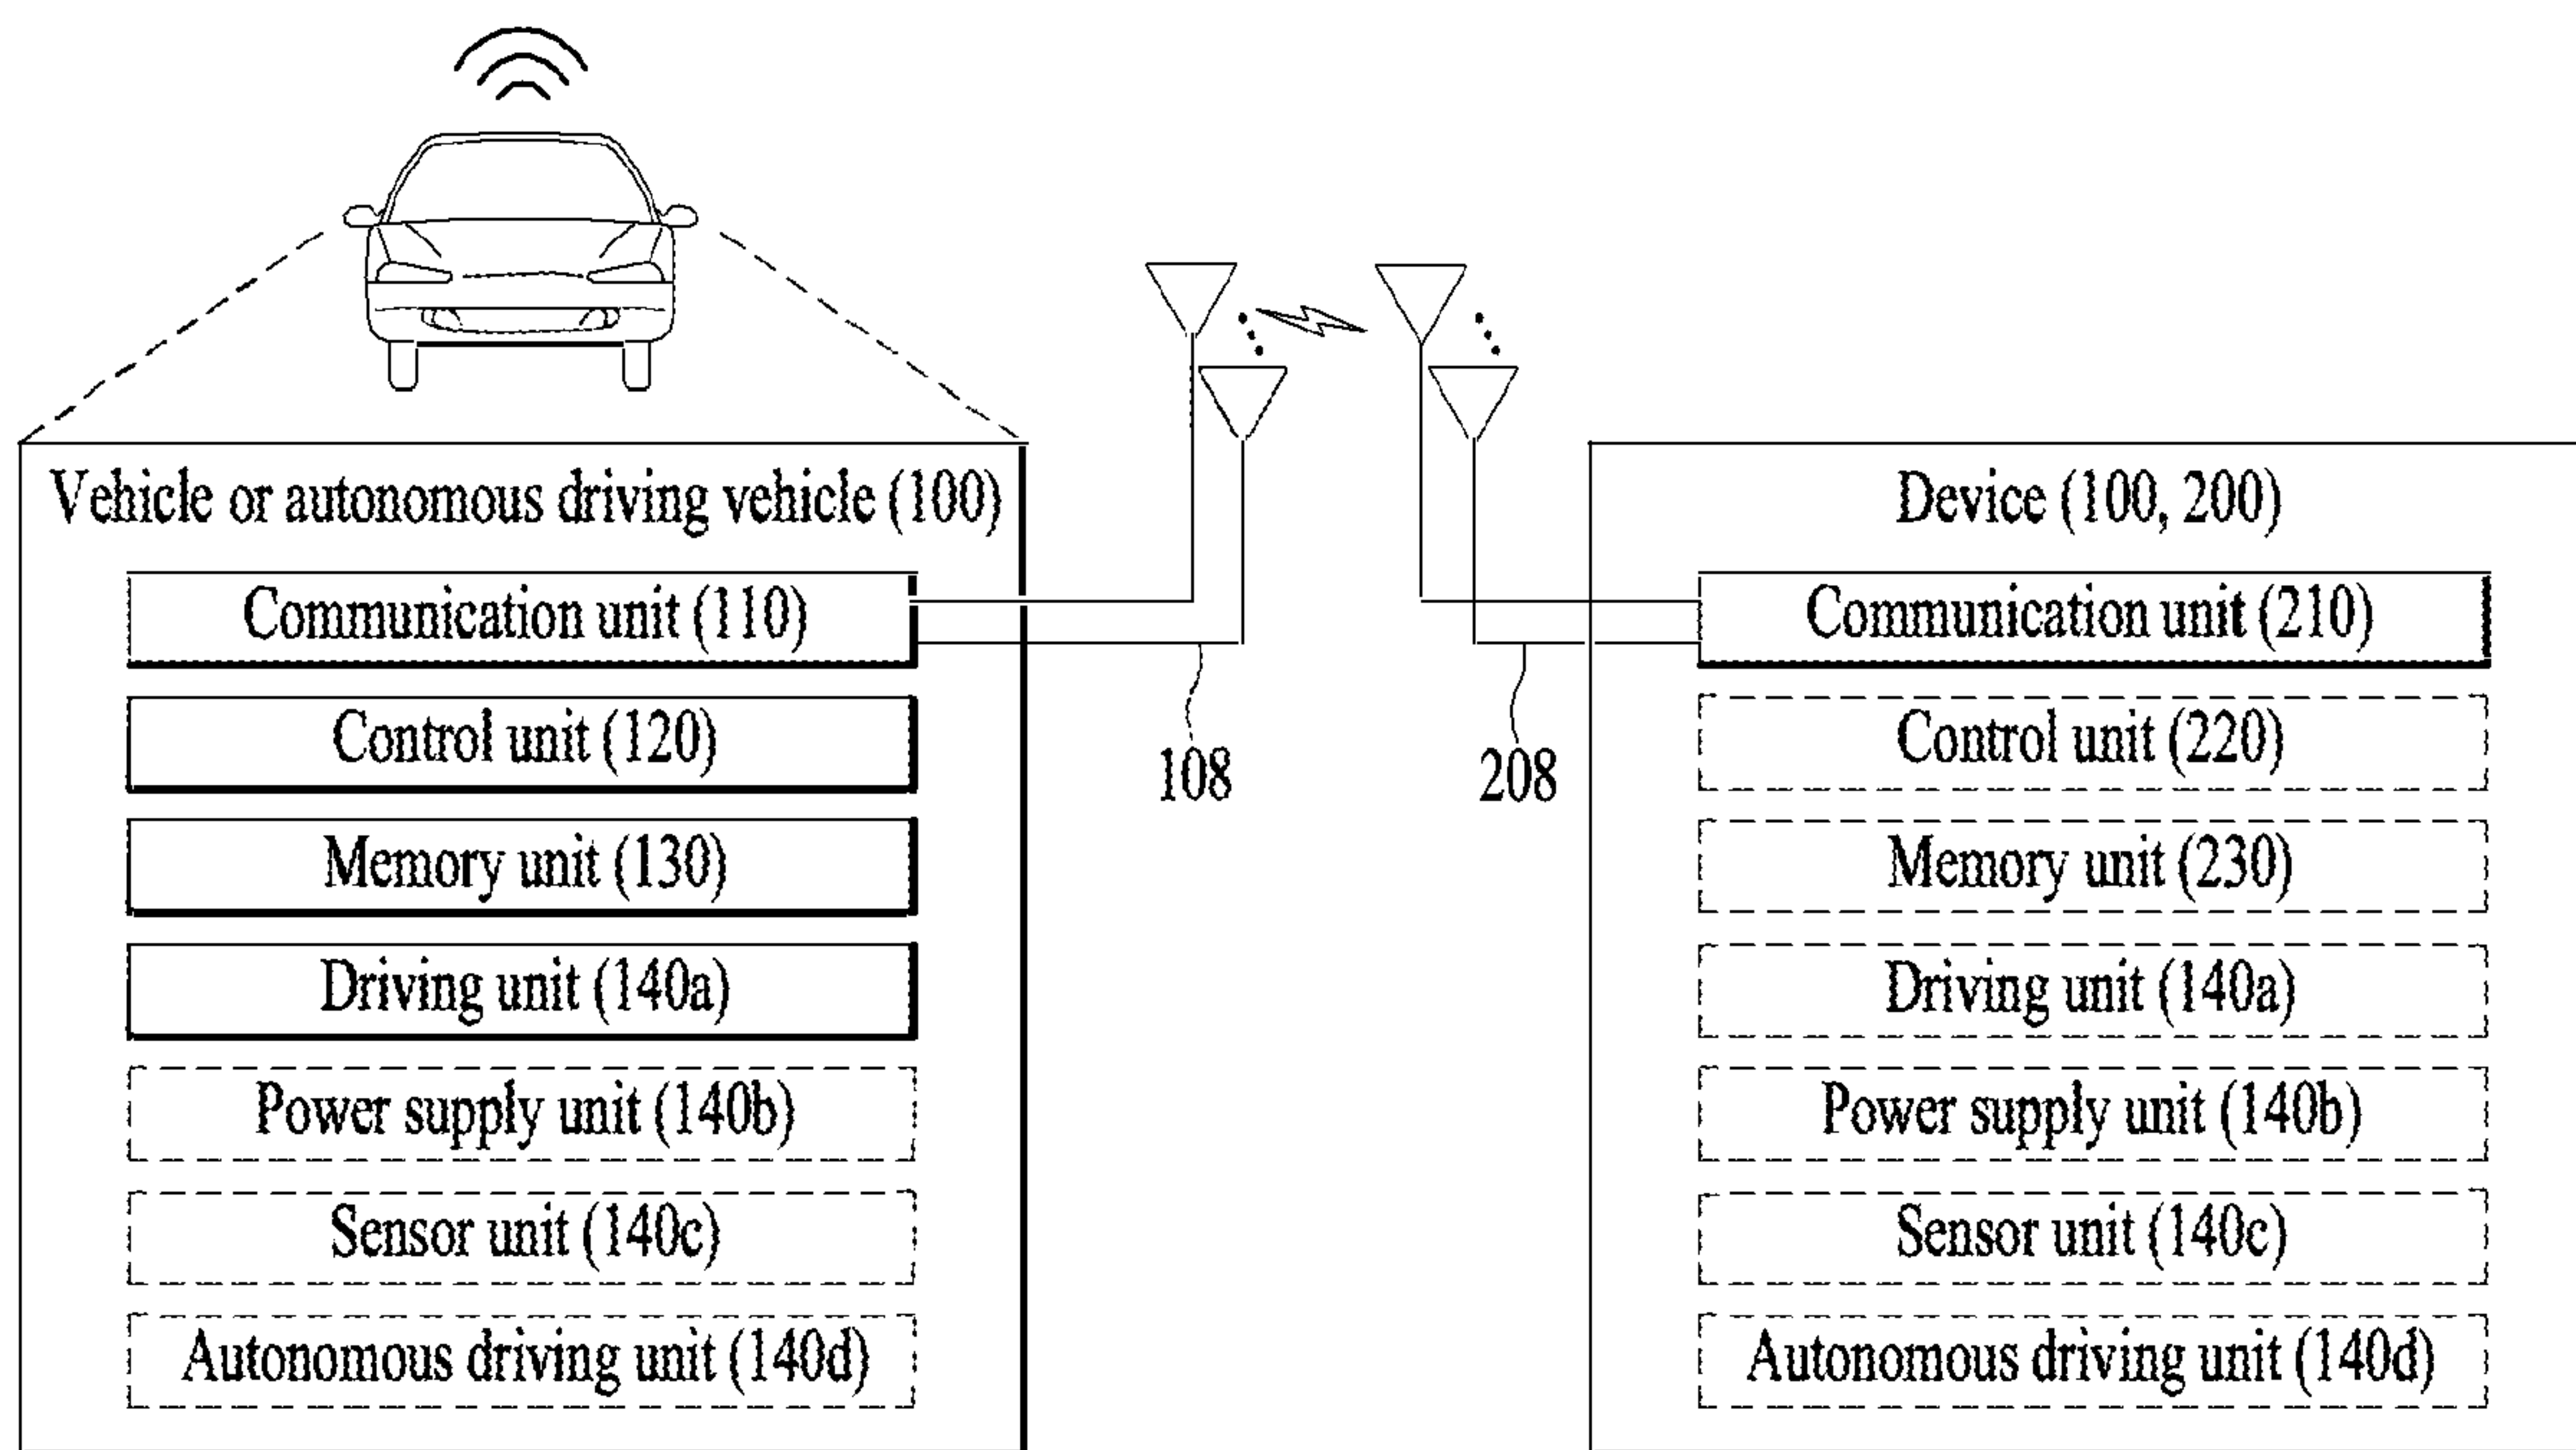 Vehicle or autonomous driving vehicle (100)
Communication unit (110)
Control unit (120)
Memory unit (130)
Driving unit (140a)
Power supply unit (140b)
Sensor unit (140c)
Autonomous driving unit (140d)
108
208
Device (100, 200)
Communication unit (210)
Control unit (220)
Memory unit (230)
Driving unit (140a)
Power supply unit (140b)
Sensor unit (140c)
Autonomous driving unit (140d)